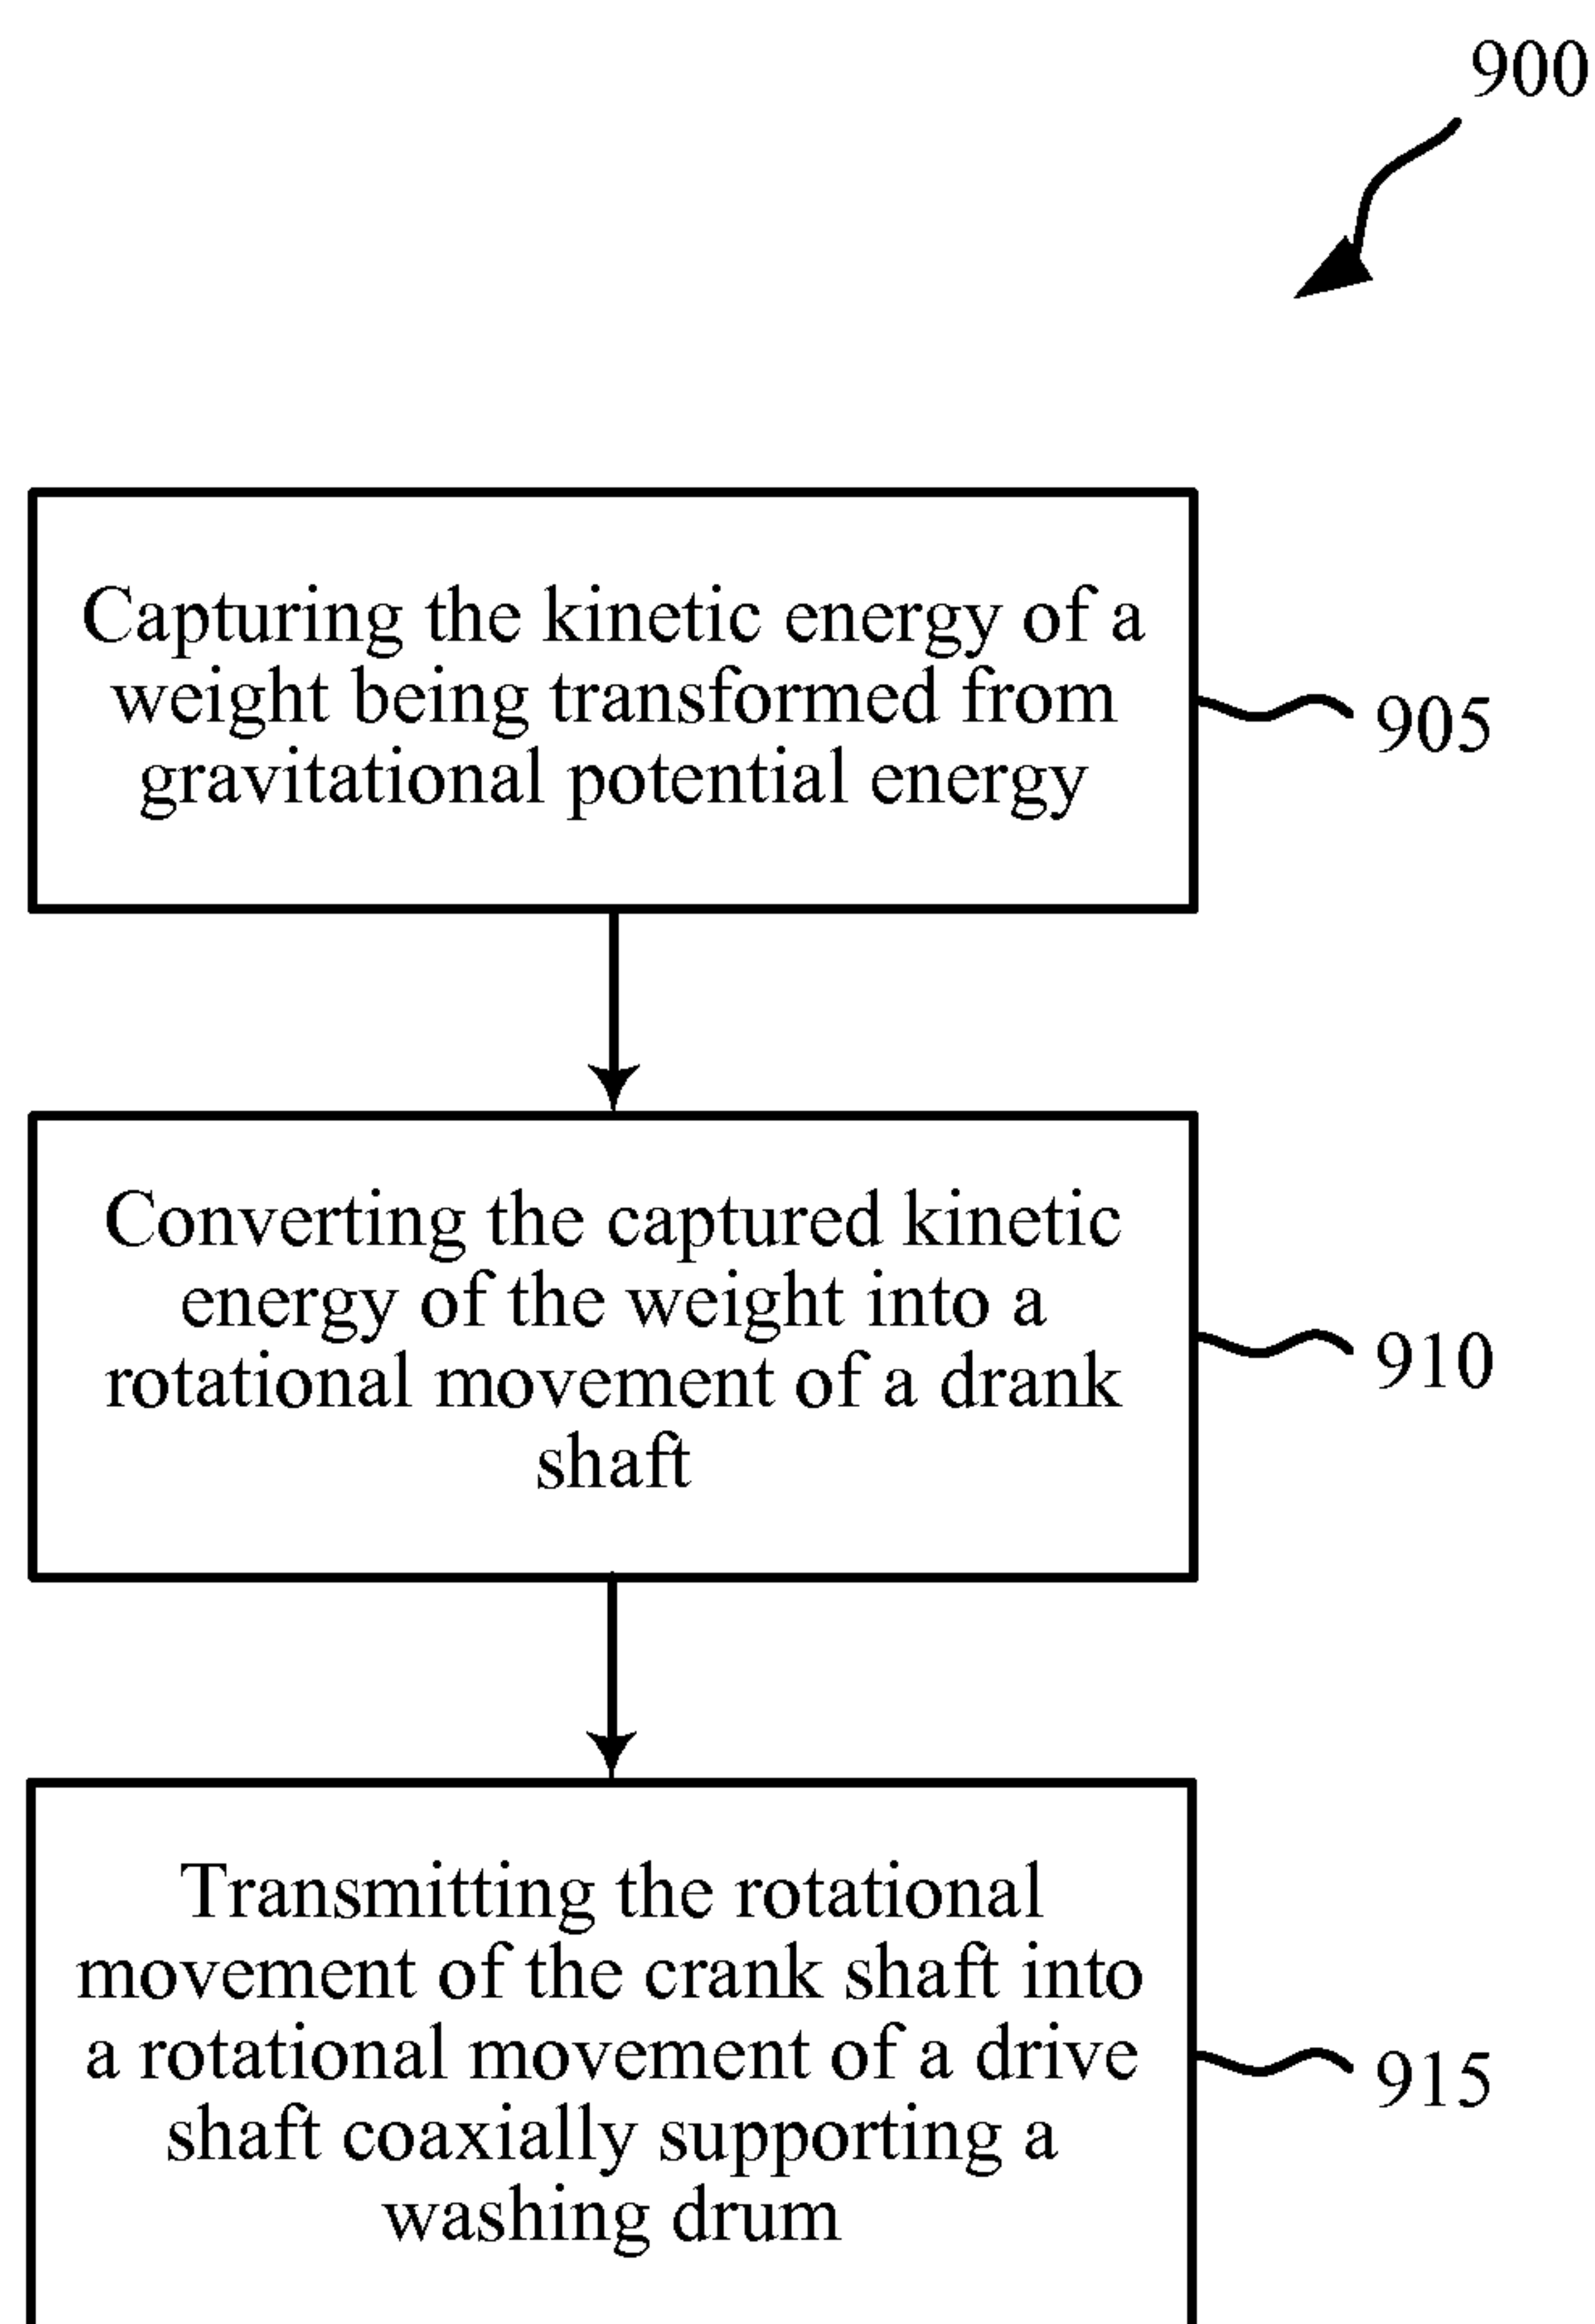 900
Capturing the kinetic energy of a
weight being transformed from
gravitational potential energy
905
Converting the captured kinetic
energy of the weight into a
rotational movement of a drank
shaft
910
Transmitting the rotational
movement of the crank shaft into
a rotational movement of a drive
shaft coaxially supporting a
washing drum
915